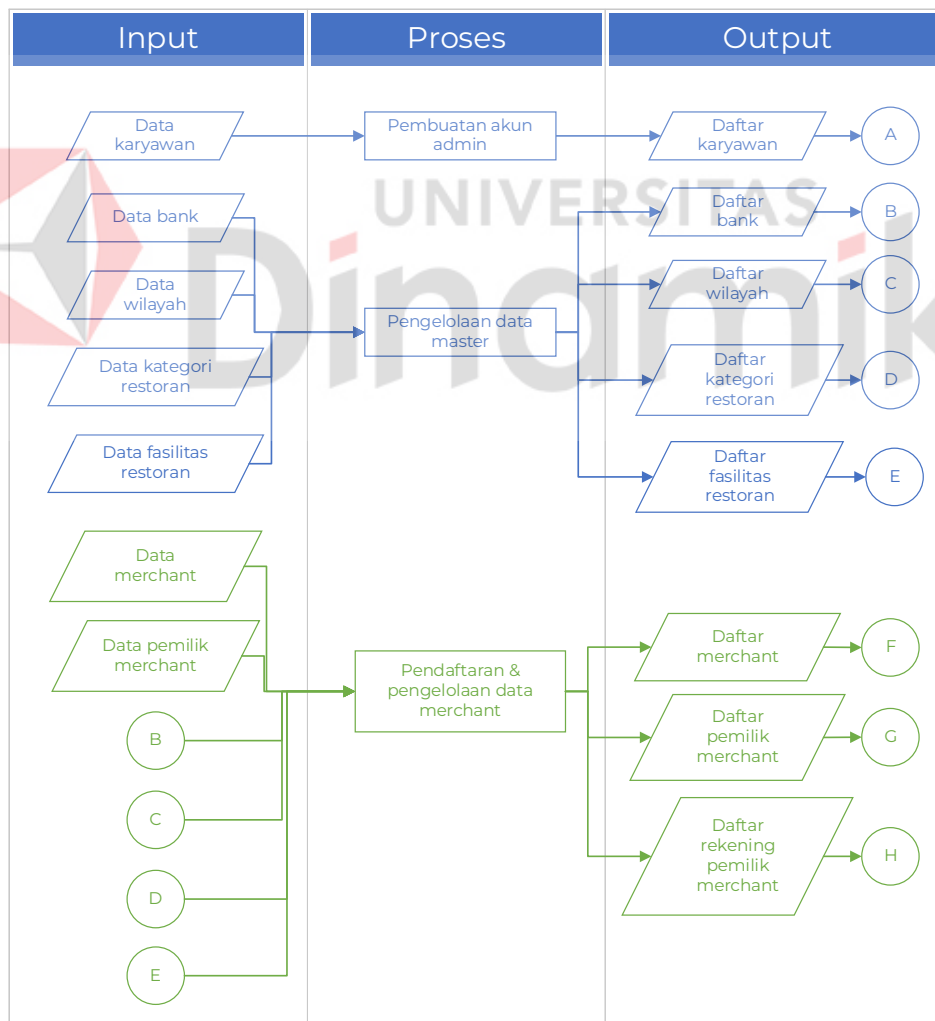 Input
Proses
Output
Data
karyawan
Pembuatan akun
admin
Daftar
karyawan
A
UNIVERSITAS
Dinamik
Data bank
Data
wilayah
Data kategori
restoran
Data fasilitas
restoran
Pengelolaan data
master
Daftar
bank
B
Daftar
wilayah
C
Daftar
kategori
restoran
D
Daftar
fasilitas
restoran
E
Data
merchant
Data pemilik
merchant
B
C
D
E
Pendaftaran &
pengelolaan data
merchant
Daftar
merchant
F
Daftar
pemilik
merchant
G
Daftar
rekening
pemilik
merchant
H